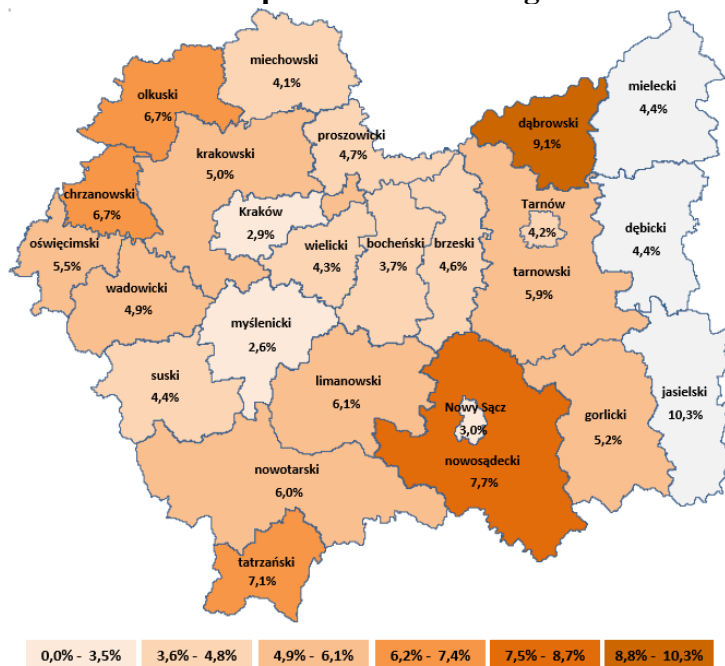 miechowski
4,1%
olkuski
6,7%
mielecki
4,4%
dąbrowski
9,1%
proszowicki
4,7%
krakowski
5,0%
chrzanowski
6,7%
Kraków
2,9%
Tarnów
4,2%
dębicki
4,4%
oświęcimski
5,5%
wielicki
4,3%
bocheński
3,7%
brzeski
4,6%
tarnowski
5,9%
wadowicki
4,9%
myślenicki
2,6%
suski
4,4%
limanowski
6,1%
Nowy Sącz
3,0%
gorlicki
5,2%
jasielski
10,3%
nowosądecki
7,7%
nowotarski
6,0%
tatrzański
7,1%
0,0% - 3,5% 3,6% - 4,8% 4,9% - 6,1% 6,2% - 7,4% 7,5% - 8,7% 8,8% - 10,3%